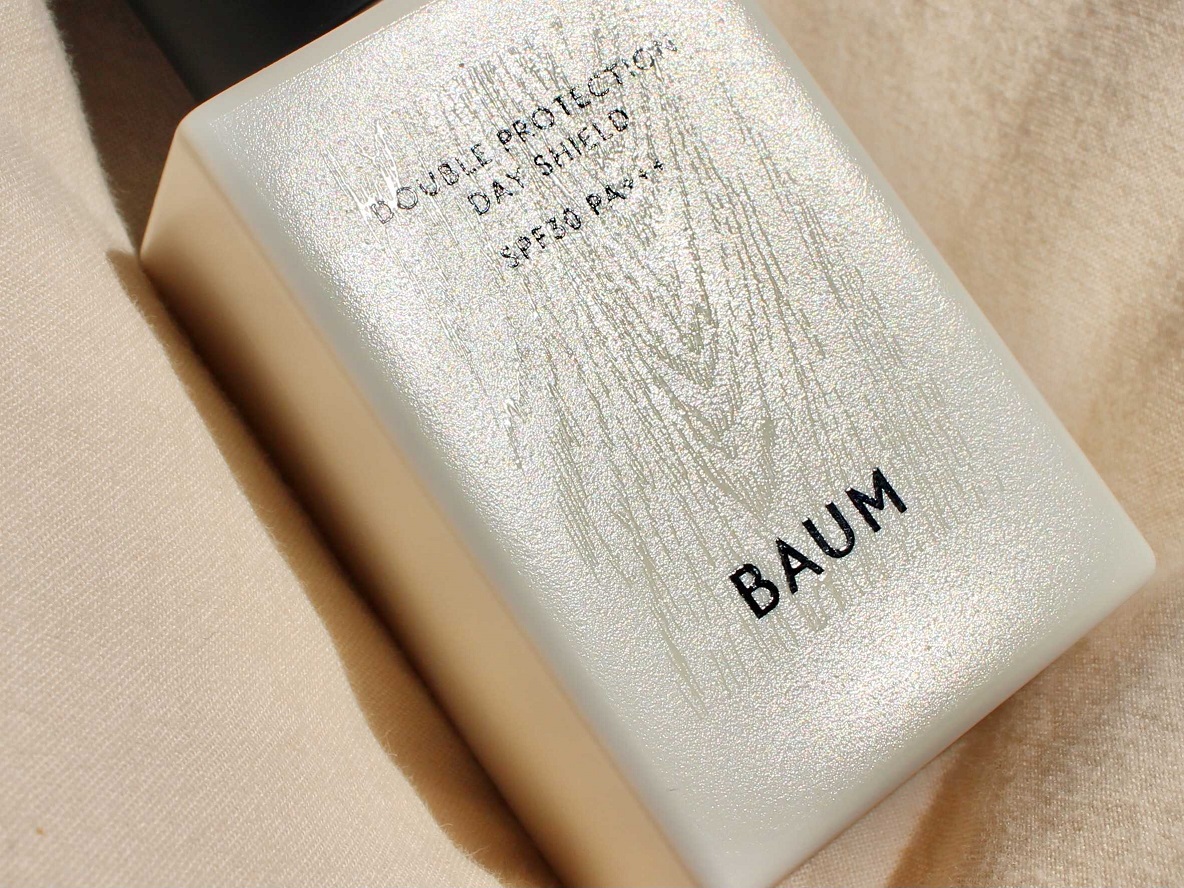 DOUBLE PROTECTION
DAY SHIELD
SPF30 PA+++
BAUM